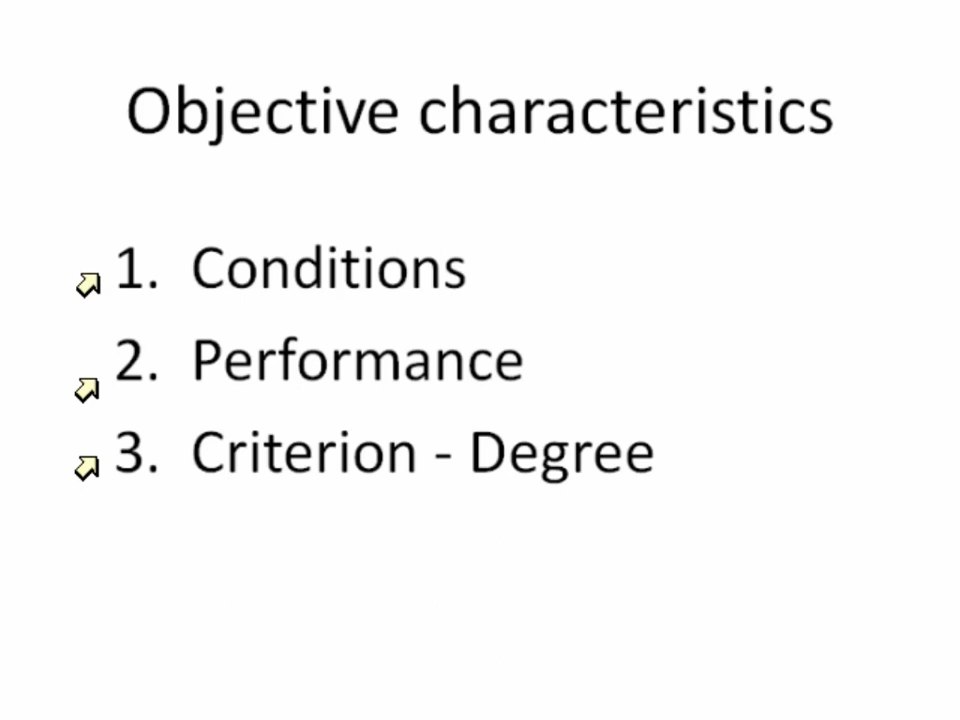 Objective characteristics
1. Conditions
2. Performance
3. Criterion - Degree